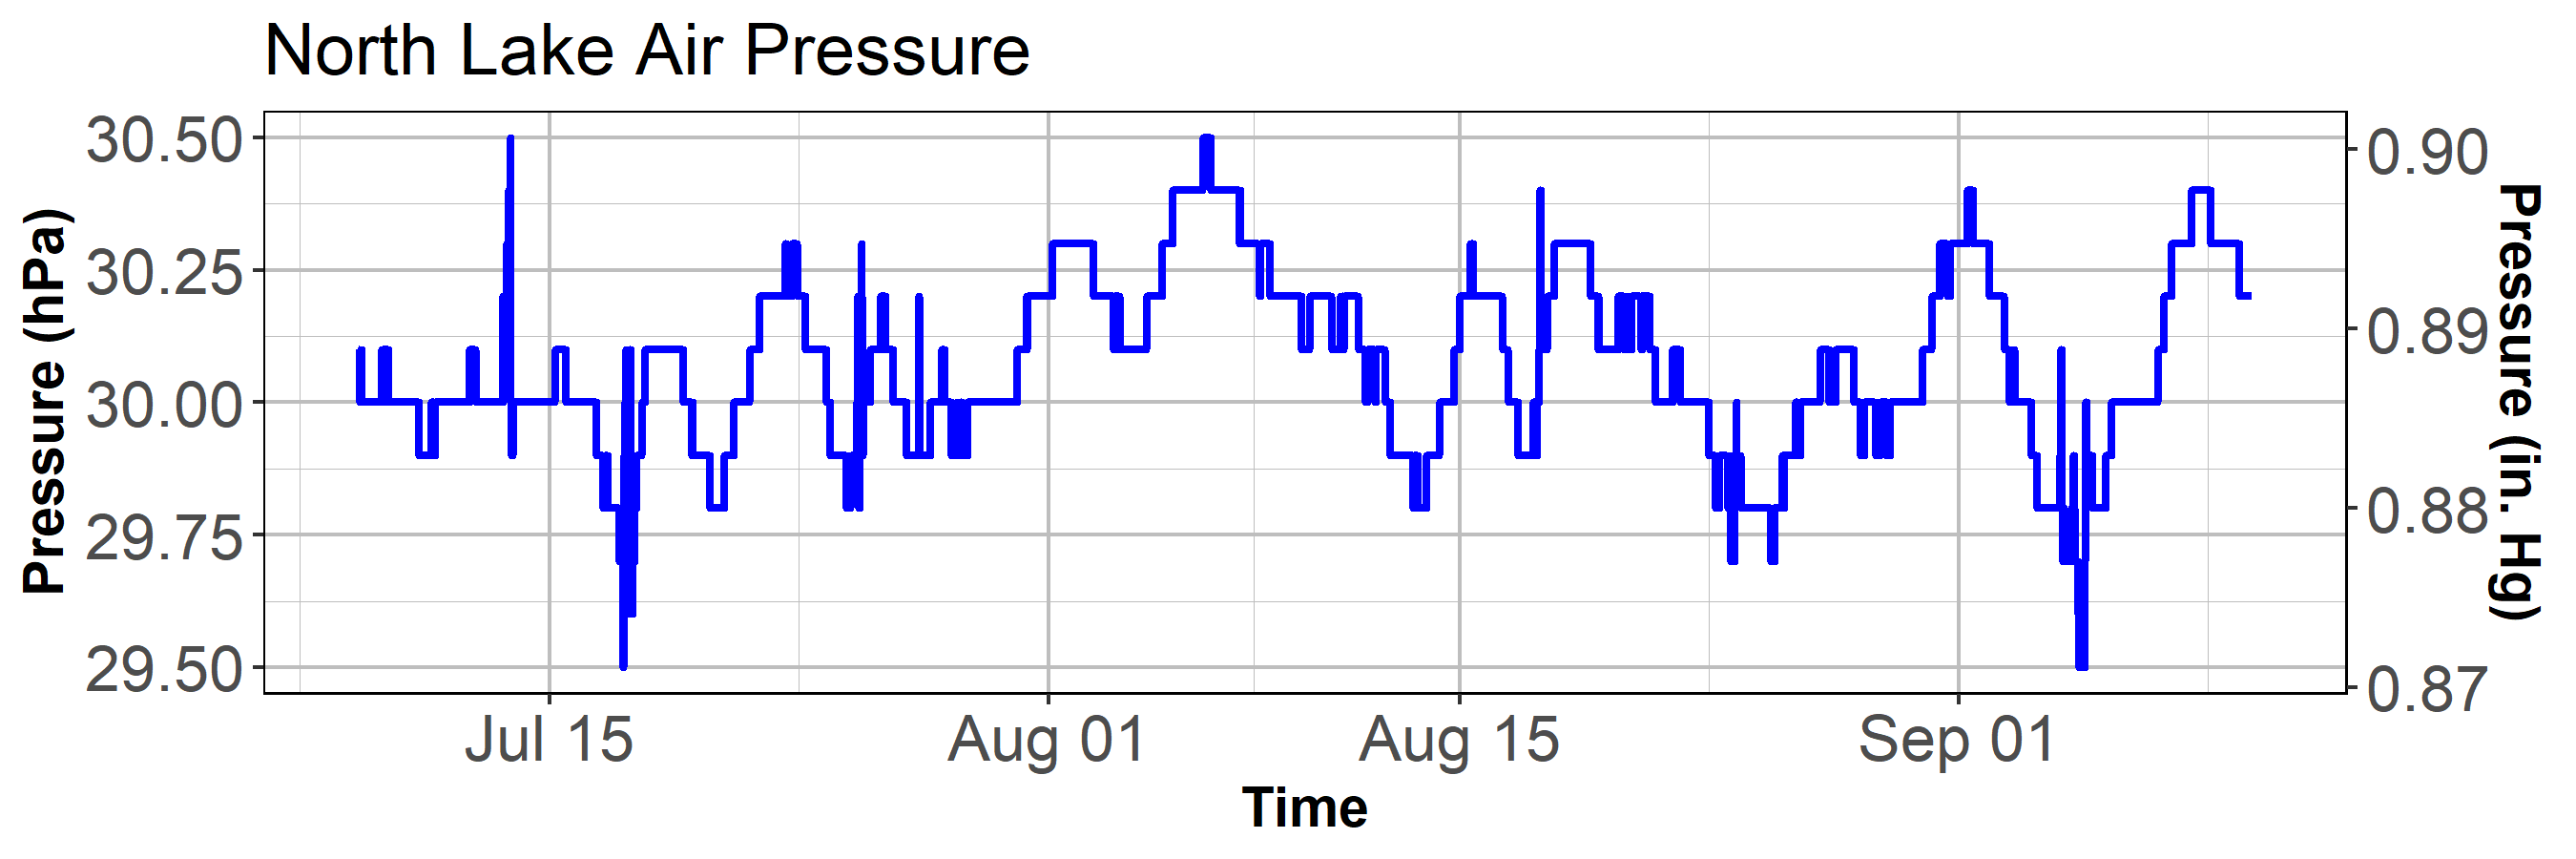 North Lake Air Pressure
Pressure (hPa)
30.50
30.25
30.00
29.75
29.50
0.90
0.89
0.88
0.87
Pressure (in. Hg)
Jul 15
Aug 01
Aug 15
Sep 01
Time